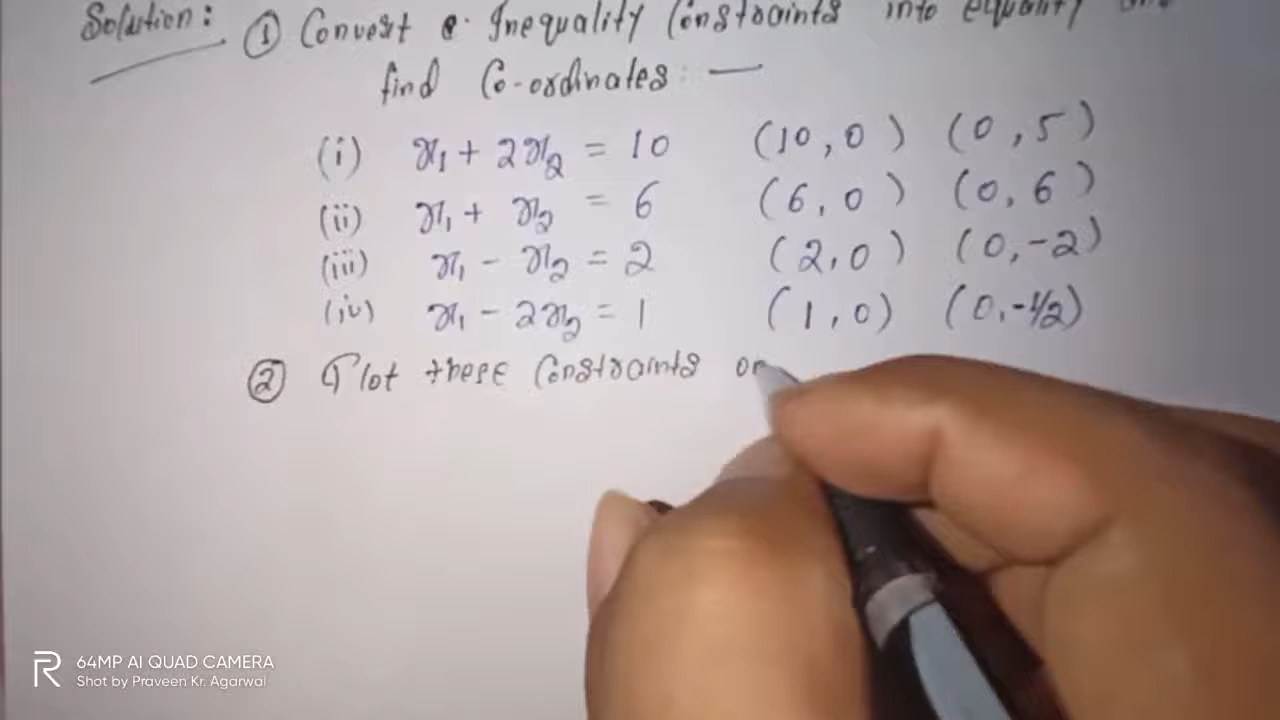 Solution: ① Convert Inequality Constraints into equality
find Co-ordinates: —
(i) x₁ + 2x₂ = 10 (10,0) (0,5)
(ii) x₁ + x₂ = 6 (6,0) (0,6)
(iii) x₁ - x₂ = 2 (2,0) (0,-2)
(iv) x₁ - 2x₂ = 1 (1,0) (0,-1/2)
② Plot these Constraints on
64MP AI QUAD CAMERA
Shot by Praveen Kr. Agarwal